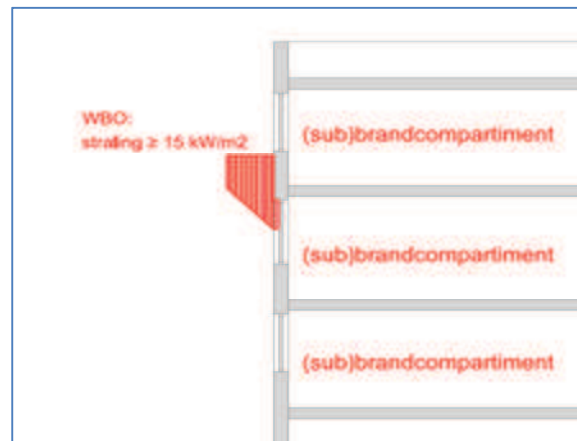 WBO:
straling ≥ 15 kW/m2
(sub)brandcompartiment
(sub)brandcompartiment
(sub)brandcompartiment